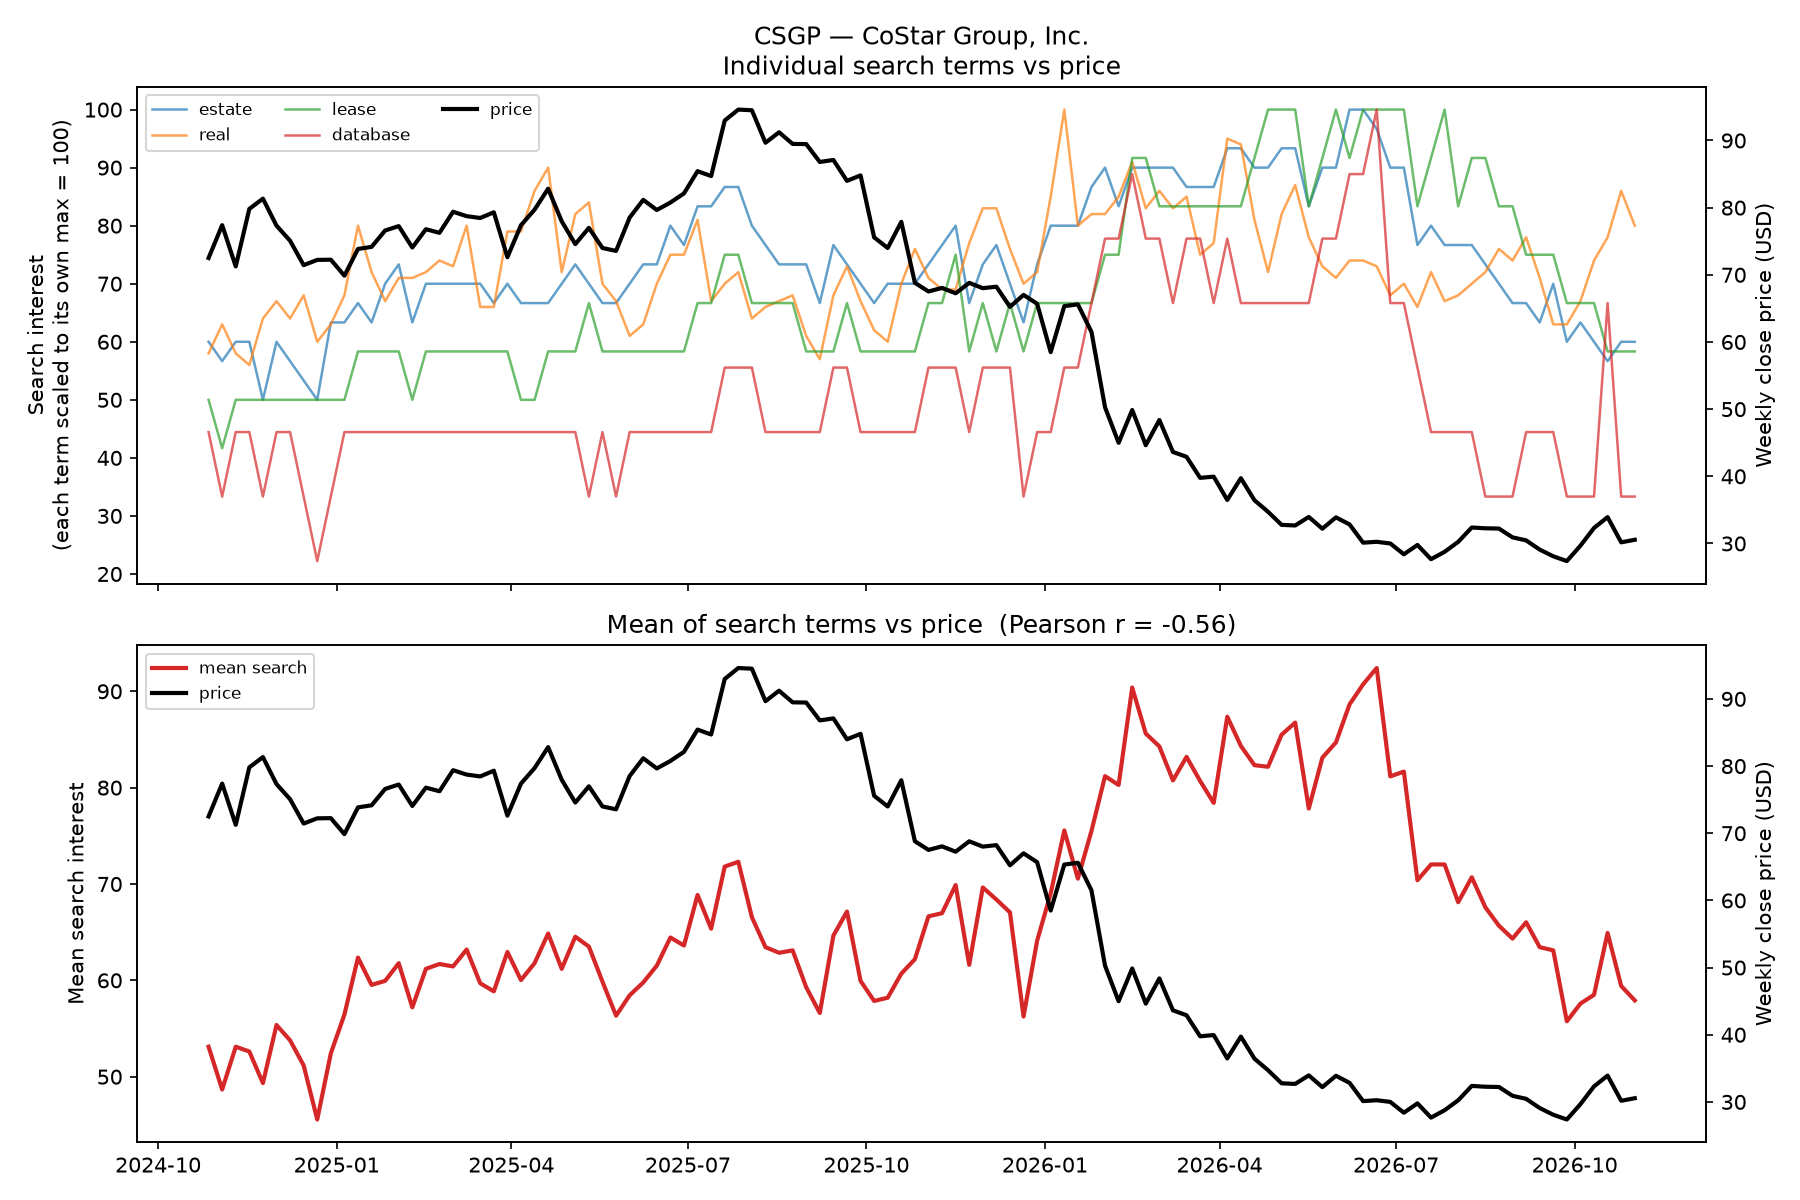 CSGP — CoStar Group, Inc.
Individual search terms vs price
estate
real
lease
database
price
Search interest
(each term scaled to its own max = 100)
100
90
80
70
60
50
40
30
20
90
80
70
60
50
40
30
Weekly close price (USD)
Mean of search terms vs price  (Pearson r = -0.56)
mean search
price
Mean search interest
90
80
70
60
50
90
80
70
60
50
40
30
Weekly close price (USD)
2024-10
2025-01
2025-04
2025-07
2025-10
2026-01
2026-04
2026-07
2026-10